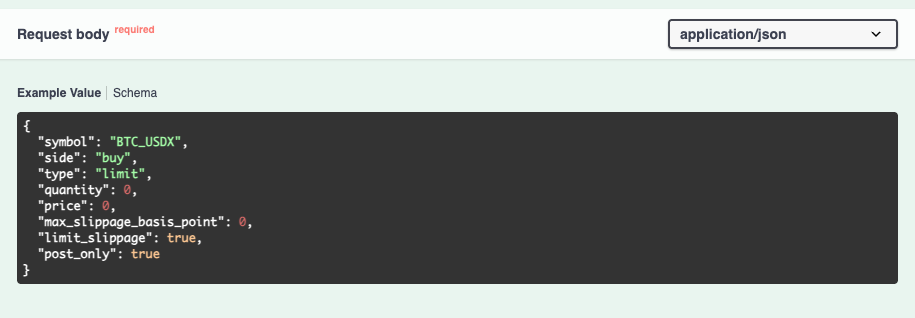 Request body required
application/json
Example Value | Schema
{
  "symbol": "BTC_USDX",
  "side": "buy",
  "type": "limit",
  "quantity": 0,
  "price": 0,
  "max_slippage_basis_point": 0,
  "limit_slippage": true,
  "post_only": true
}